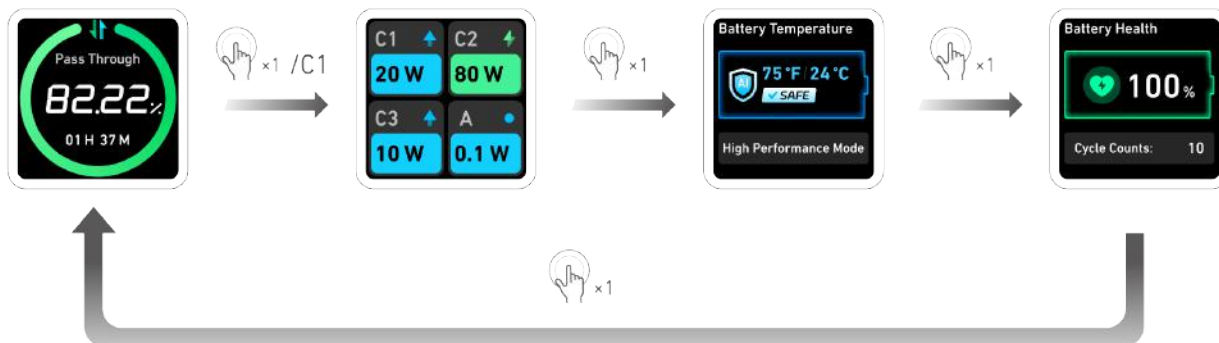 Pass Through
82.22%
01 H 37 M
×1 /C1
C1 C2
20 W 80 W
C3 A
10 W 0.1 W
×1
Battery Temperature
AI
75 °F 24 °C
SAFE
High Performance Mode
×1
Battery Health
100%
Cycle Counts: 10
×1